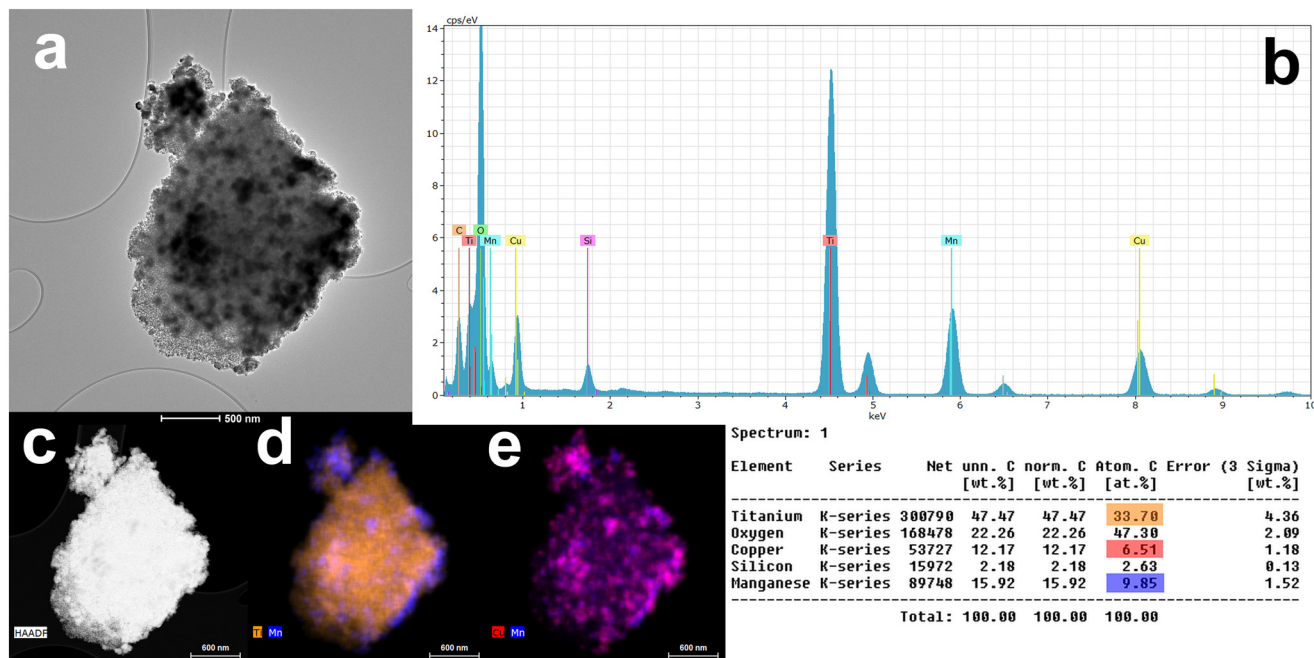 a
500 nm
cps/eV
b
14
12
10
8
6
4
2
0
C
O
Ti
Mn
Cu
Si
Ti
Mn
Cu
1 2 3 4 5 6 7 8 9 10
keV
c
HAADF
600 nm
d
Ti Mn
600 nm
e
Cu Mn
600 nm
Spectrum: 1
Element Series Net unn. C norm. C Atom. C Error (3 Sigma)
[wt.%] [wt.%] [at.%] [wt.%]
Titanium K-series 300790 47.47 47.47 33.70 4.36
Oxygen K-series 168478 22.26 22.26 47.30 2.09
Copper K-series 53727 12.17 12.17 6.51 1.18
Silicon K-series 15972 2.18 2.18 2.63 0.13
Manganese K-series 89748 15.92 15.92 9.85 1.52
Total: 100.00 100.00 100.00